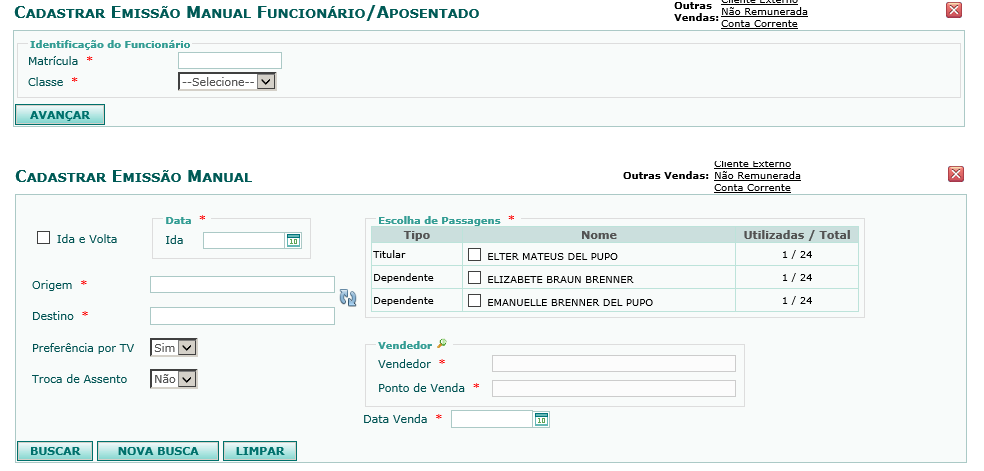 CADASTRAR EMISSÃO MANUAL FUNCIONÁRIO/APOSENTADO
Outras Vendas:
Cliente Externo
Não Remunerada
Conta Corrente
Identificação do Funcionário
Matrícula *
Classe * --Selecione--
AVANÇAR
CADASTRAR EMISSÃO MANUAL
Outras Vendas:
Cliente Externo
Não Remunerada
Conta Corrente
Ida e Volta
Data *
Ida
Origem *
Destino *
Preferência por TV Sim
Troca de Assento Não
Escolha de Passagens *
Tipo Nome Utilizadas / Total
Titular ELTER MATEUS DEL PUPO 1 / 24
Dependente ELIZABETE BRAUN BRENNER 1 / 24
Dependente EMANUELLE BRENNER DEL PUPO 1 / 24
Vendedor
Vendedor *
Ponto de Venda *
Data Venda *
BUSCAR NOVA BUSCA LIMPAR